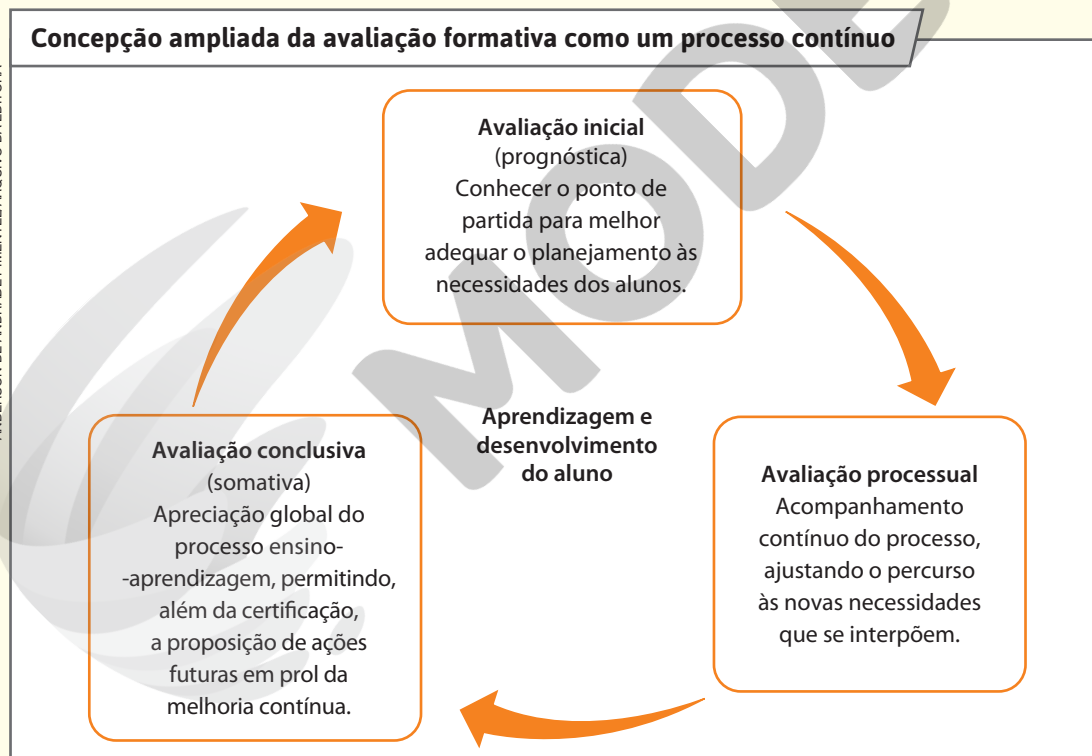 Concepção ampliada da avaliação formativa como um processo contínuo
Avaliação inicial
(prognóstica)
Conhecer o ponto de
partida para melhor
adequar o planejamento às
necessidades dos alunos.
Aprendizagem e
desenvolvimento
do aluno
Avaliação processual
Acompanhamento
contínuo do processo,
ajustando o percurso
às novas necessidades
que se interpõem.
Avaliação conclusiva
(somativa)
Apreciação global do
processo ensino-
-aprendizagem, permitindo,
além da certificação,
a proposição de ações
futuras em prol da
melhoria contínua.
MODE